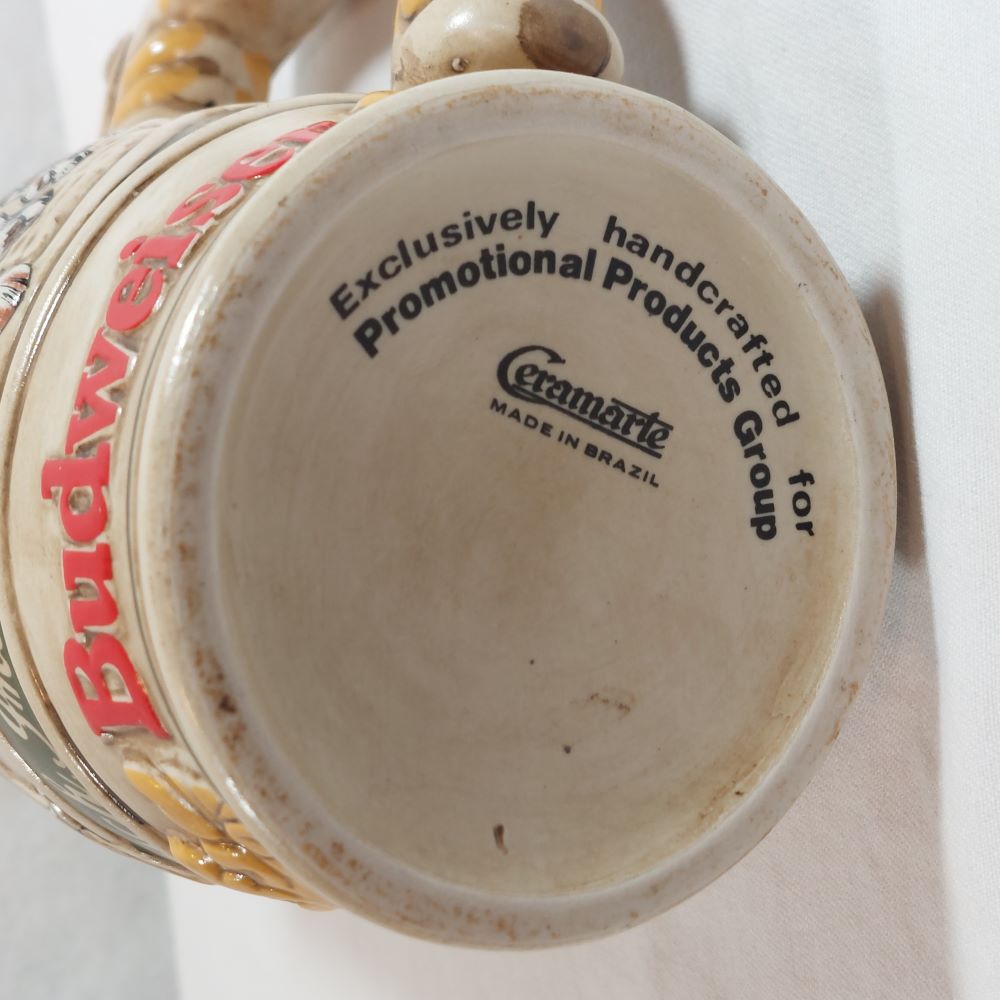 Exclusively handcrafted for
Promotional Products Group
Ceramarte
MADE IN BRAZIL
Budweiser